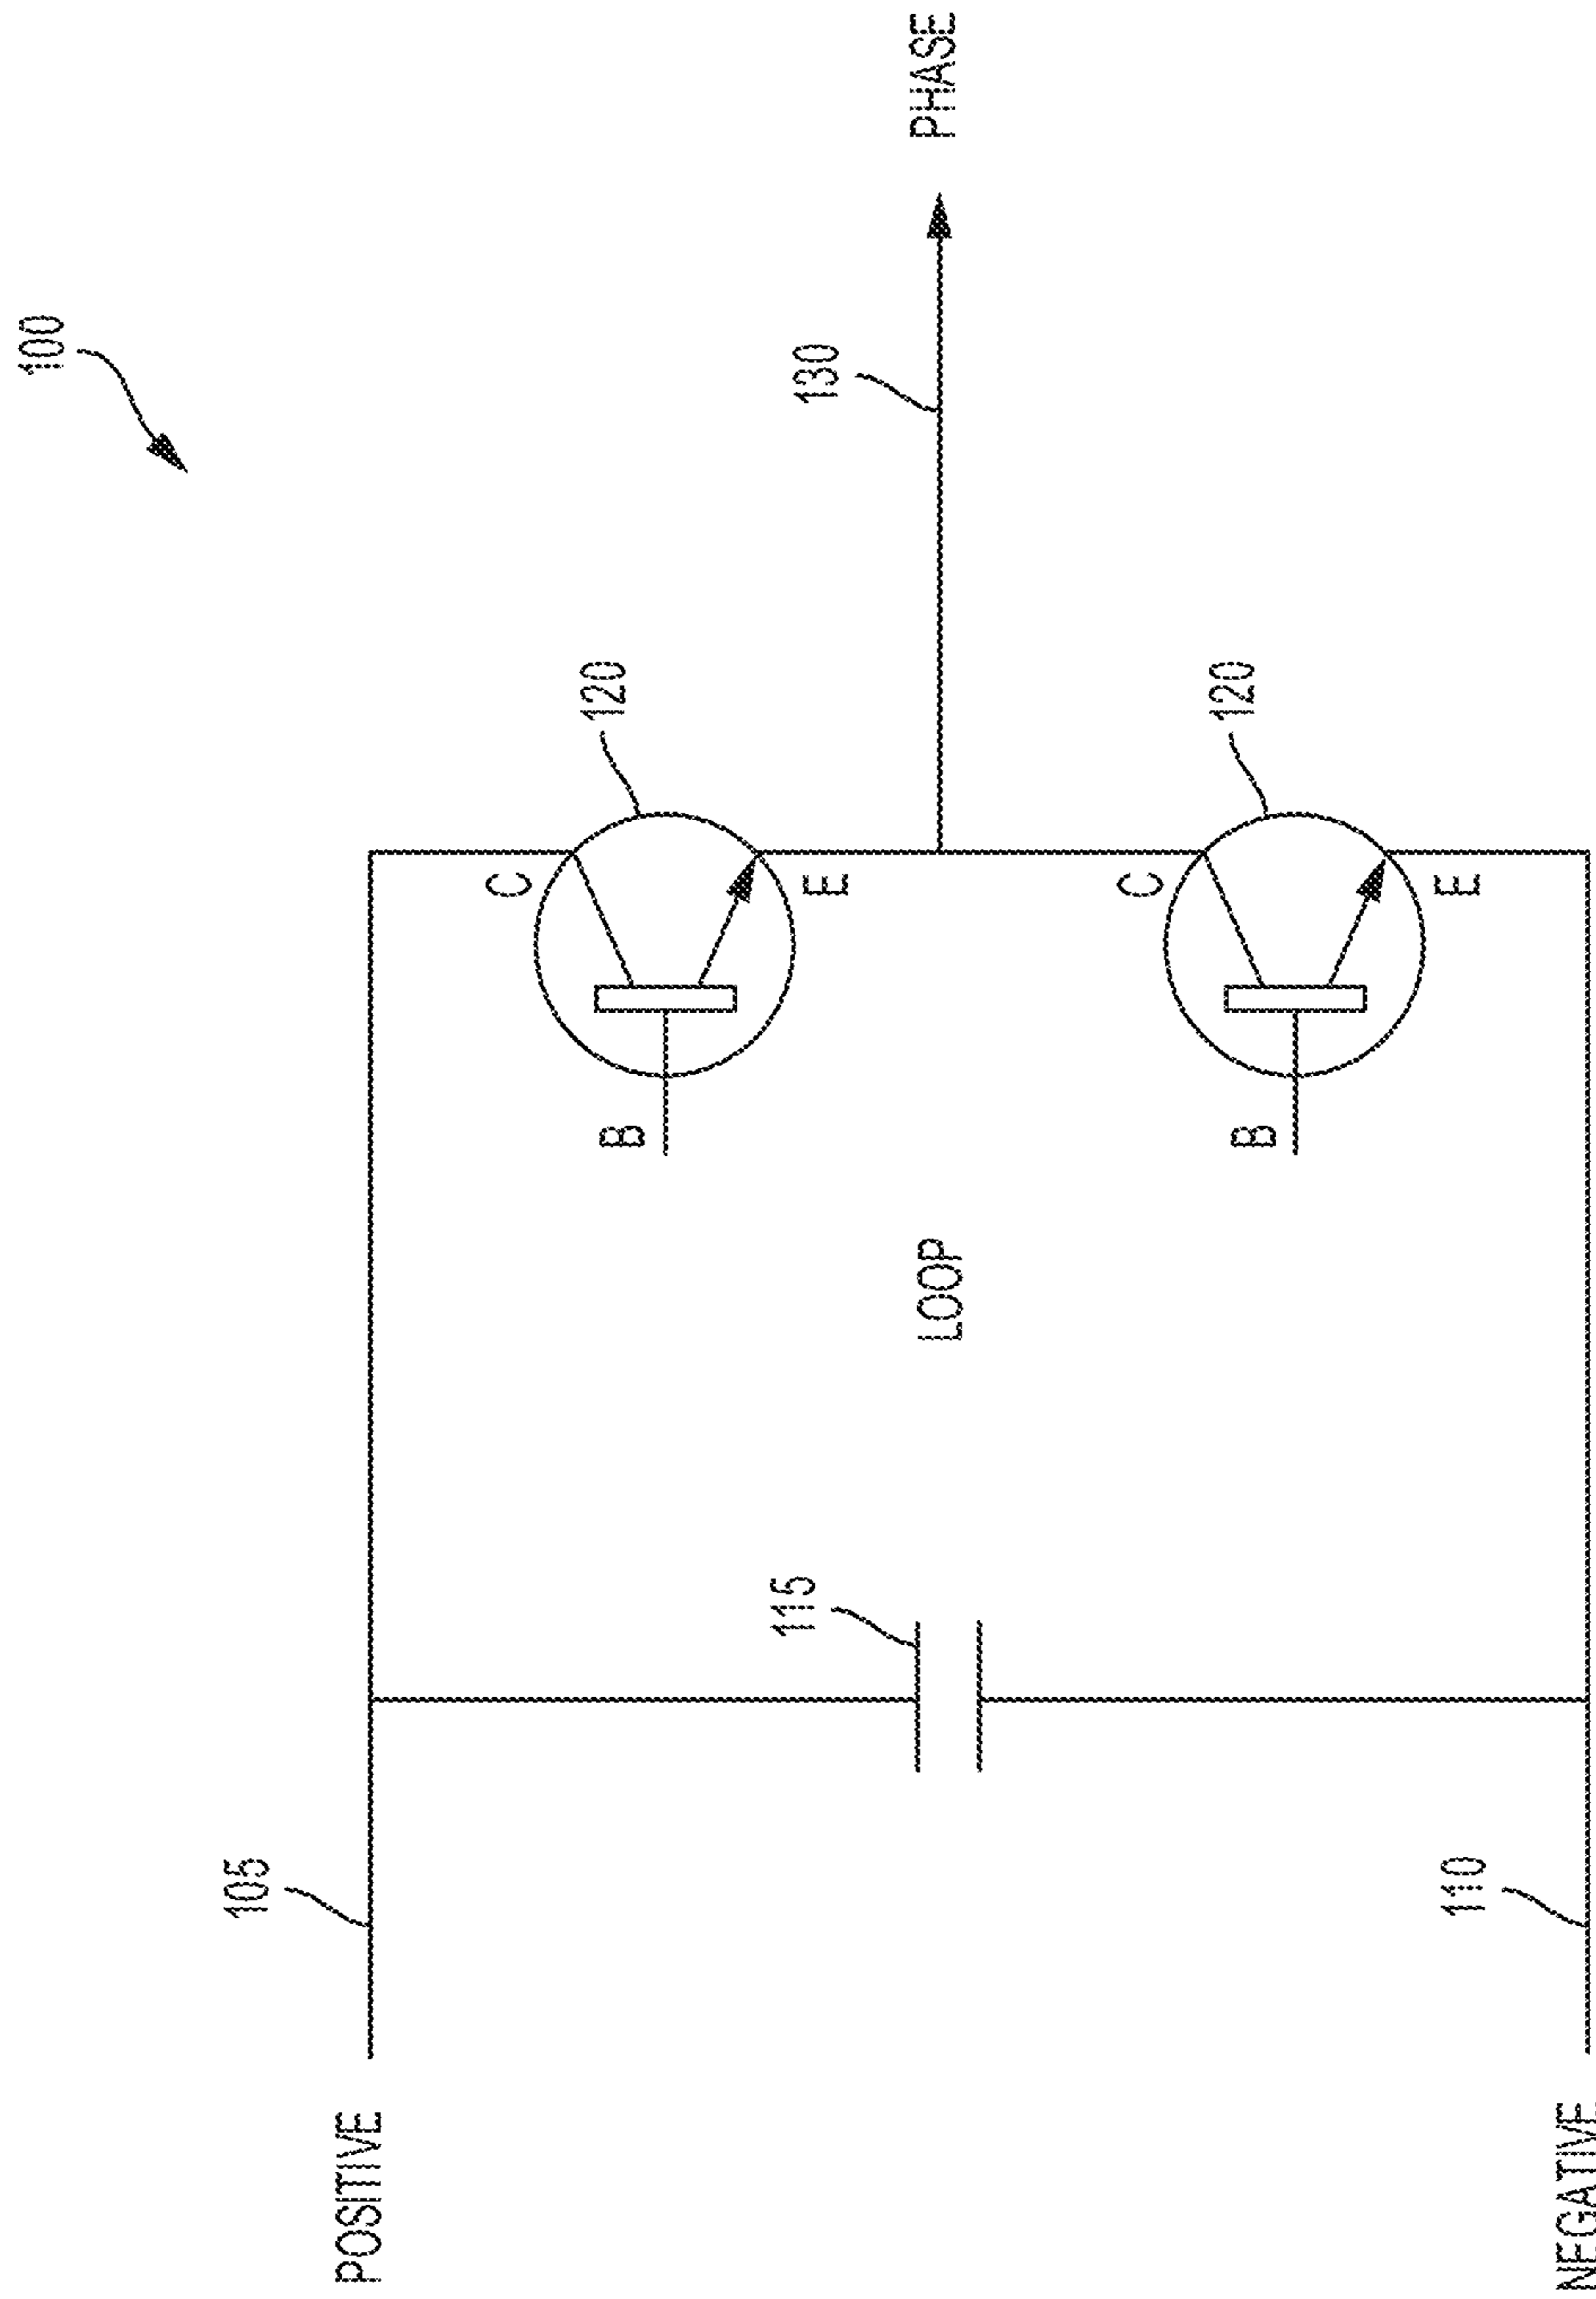 100
105
POSITIVE
C
120
B
E
115
130
LOOP
PHASE
C
120
B
E
110
NEGATIVE